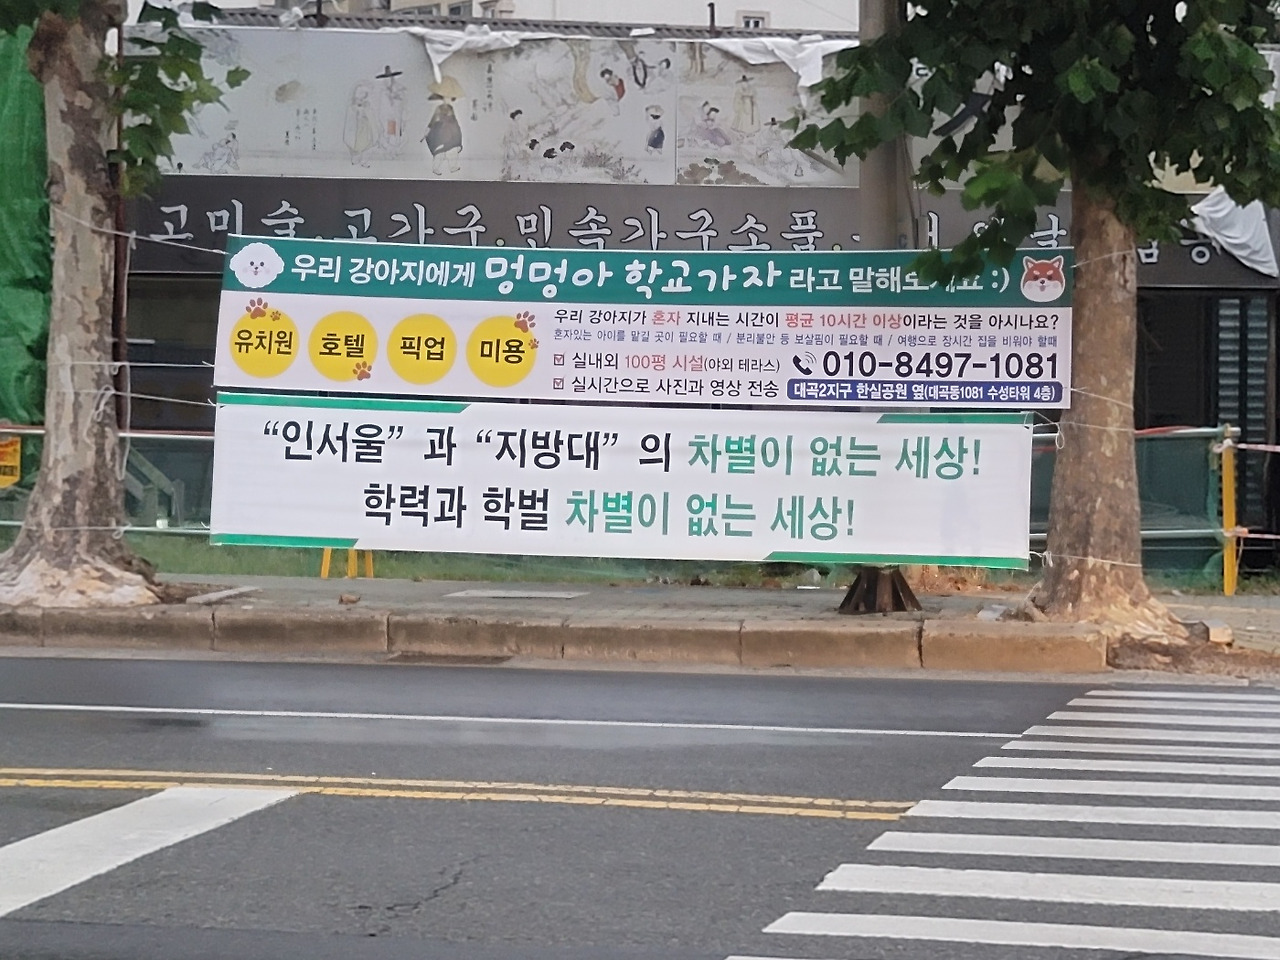 고미술·고가구·민속가구소품·
우리 강아지에게 멍멍아 학교가자 라고 말해보세요 :)
유치원 호텔 픽업 미용
우리 강아지가 혼자 지내는 시간이 평균 10시간 이상이라는 것을 아시나요?
혼자있는 아이를 맡길 곳이 필요할 때 / 분리불안 등 보살핌이 필요할 때 / 여행으로 장시간 집을 비워야 할때
☑ 실내외 100평 시설(야외 테라스)
010-8497-1081
☑ 실시간으로 사진과 영상 전송
대곡2지구 한실공원 옆(대곡동1081 수성타워 4층)
“인서울” 과 “지방대” 의 차별이 없는 세상!
학력과 학벌 차별이 없는 세상!